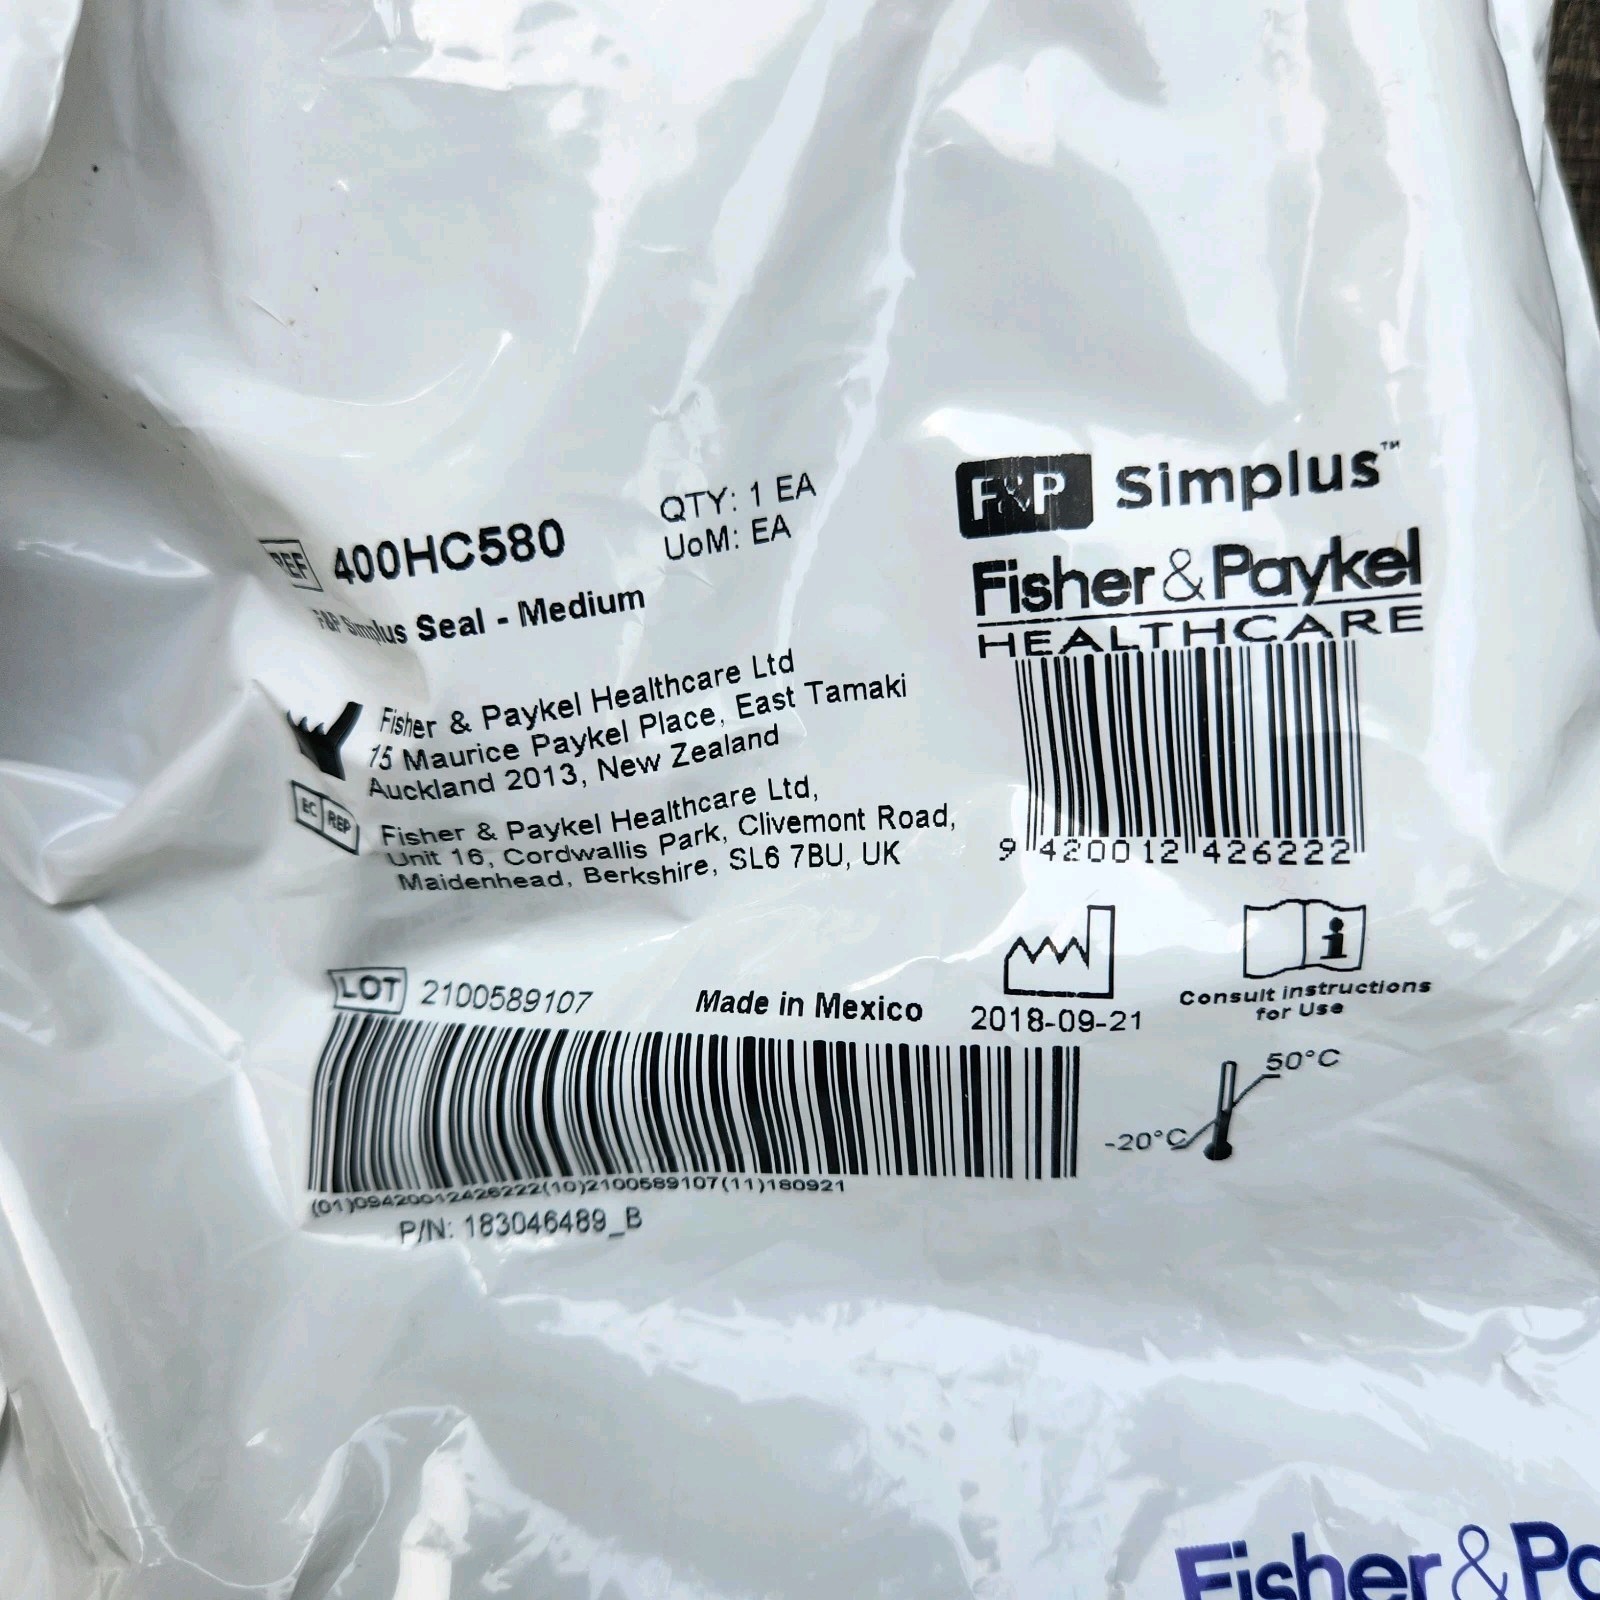 REF 400HC580
QTY: 1 EA
UoM: EA
F&P Simplus Seal - Medium
F&P Simplus™
Fisher & Paykel
HEALTHCARE
Fisher & Paykel Healthcare Ltd
15 Maurice Paykel Place, East Tamaki
Auckland 2013, New Zealand
EC REP
Fisher & Paykel Healthcare Ltd,
Unit 16, Cordwallis Park, Clivemont Road,
Maidenhead, Berkshire, SL6 7BU, UK
9 420012 426222
LOT 2100589107
Made in Mexico
2018-09-21
i
Consult instructions
for Use
50°C
-20°C
(01)09420012426222(10)2100589107(11)180921
P/N: 183046489_B
Fisher & Pa